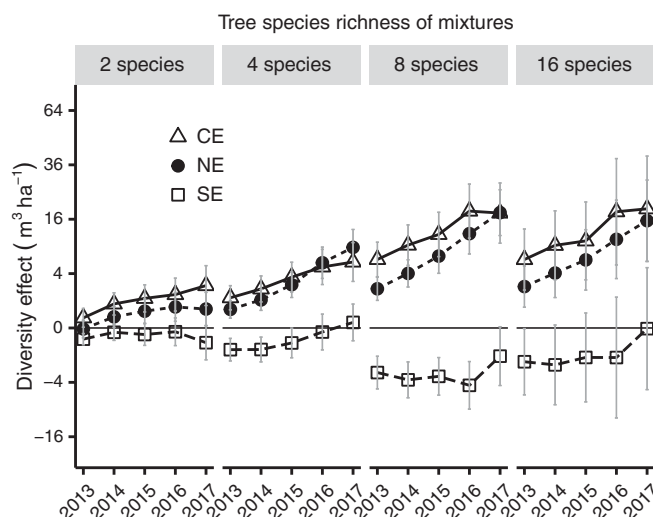 Tree species richness of mixtures
2 species 4 species 8 species 16 species
Diversity effect ( m³ ha⁻¹)
64
36
16
4
0
−4
−16
CE
NE
SE
2013 2014 2015 2016 2017 2013 2014 2015 2016 2017 2013 2014 2015 2016 2017 2013 2014 2015 2016 2017